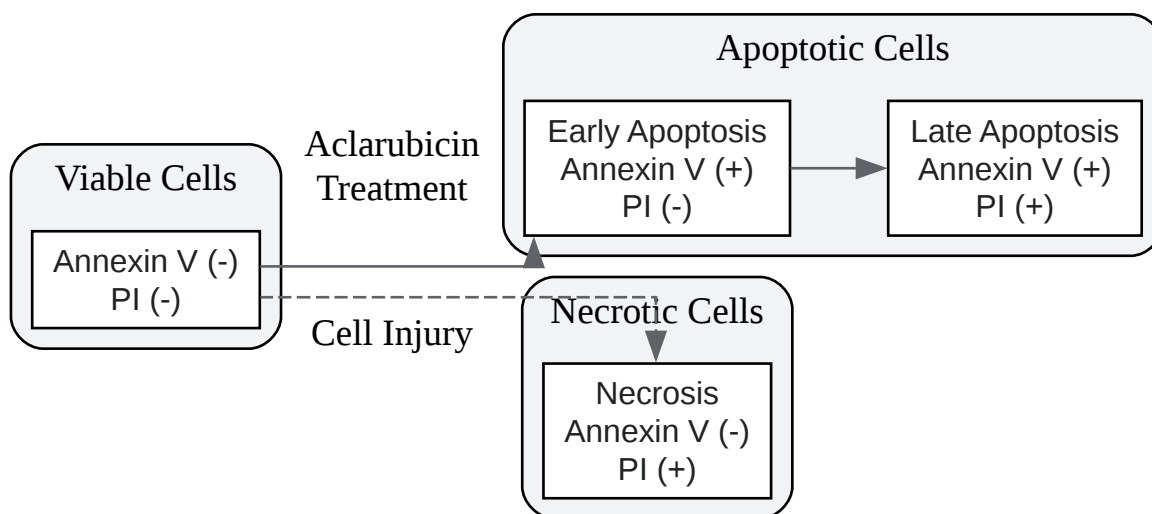 Apoptotic Cells
Early Apoptosis
Annexin V (+)
PI (-)
Late Apoptosis
Annexin V (+)
PI (+)
Aclarubicin
Treatment
Viable Cells
Annexin V (-)
PI (-)
Cell Injury
Necrotic Cells
Necrosis
Annexin V (-)
PI (+)